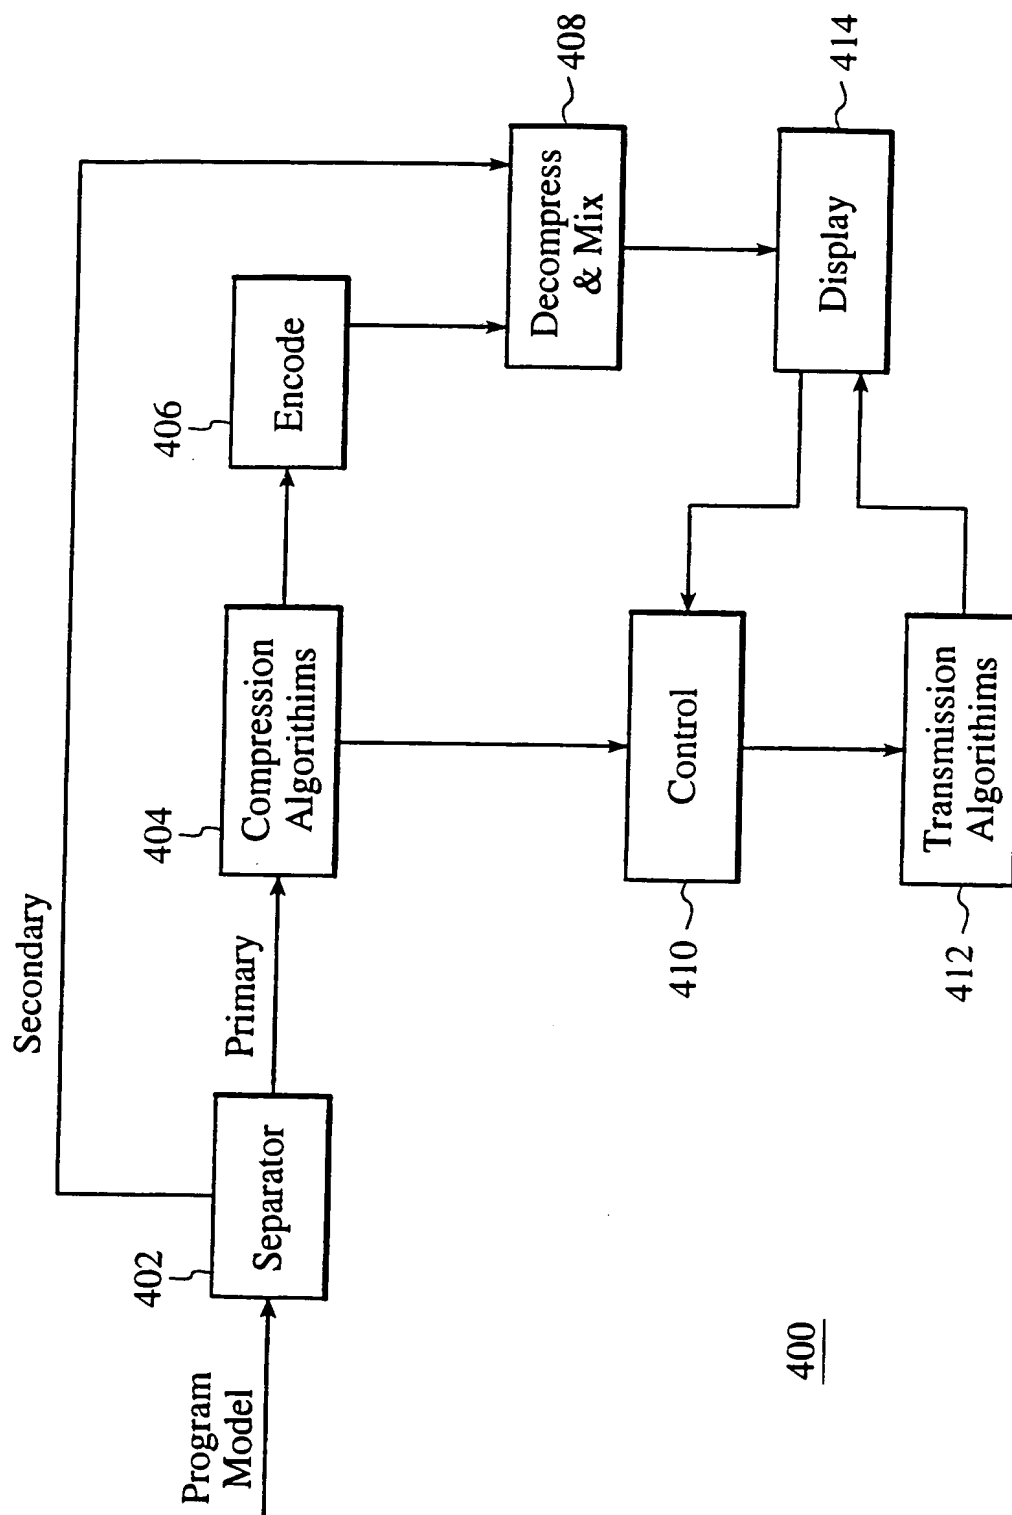 Secondary
Program
Model
402
Separator
Primary
404
Compression
Algorithims
406
Encode
408
Decompress
& Mix
410
Control
414
Display
412
Transmission
Algorithims
400